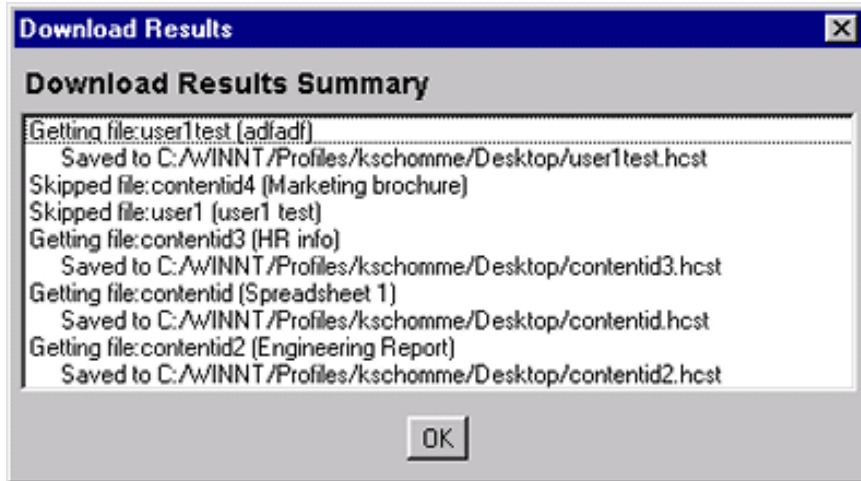 Download Results
Download Results Summary
Getting file:user1test (adfadf)
Saved to C:/WINNT/Profiles/kschomme/Desktop/user1test.hcst
Skipped file:contentid4 (Marketing brochure)
Skipped file:user1 (user1 test)
Getting file:contentid3 (HR info)
Saved to C:/WINNT/Profiles/kschomme/Desktop/contentid3.hcst
Getting file:contentid (Spreadsheet 1)
Saved to C:/WINNT/Profiles/kschomme/Desktop/contentid.hcst
Getting file:contentid2 (Engineering Report)
Saved to C:/WINNT/Profiles/kschomme/Desktop/contentid2.hcst
OK